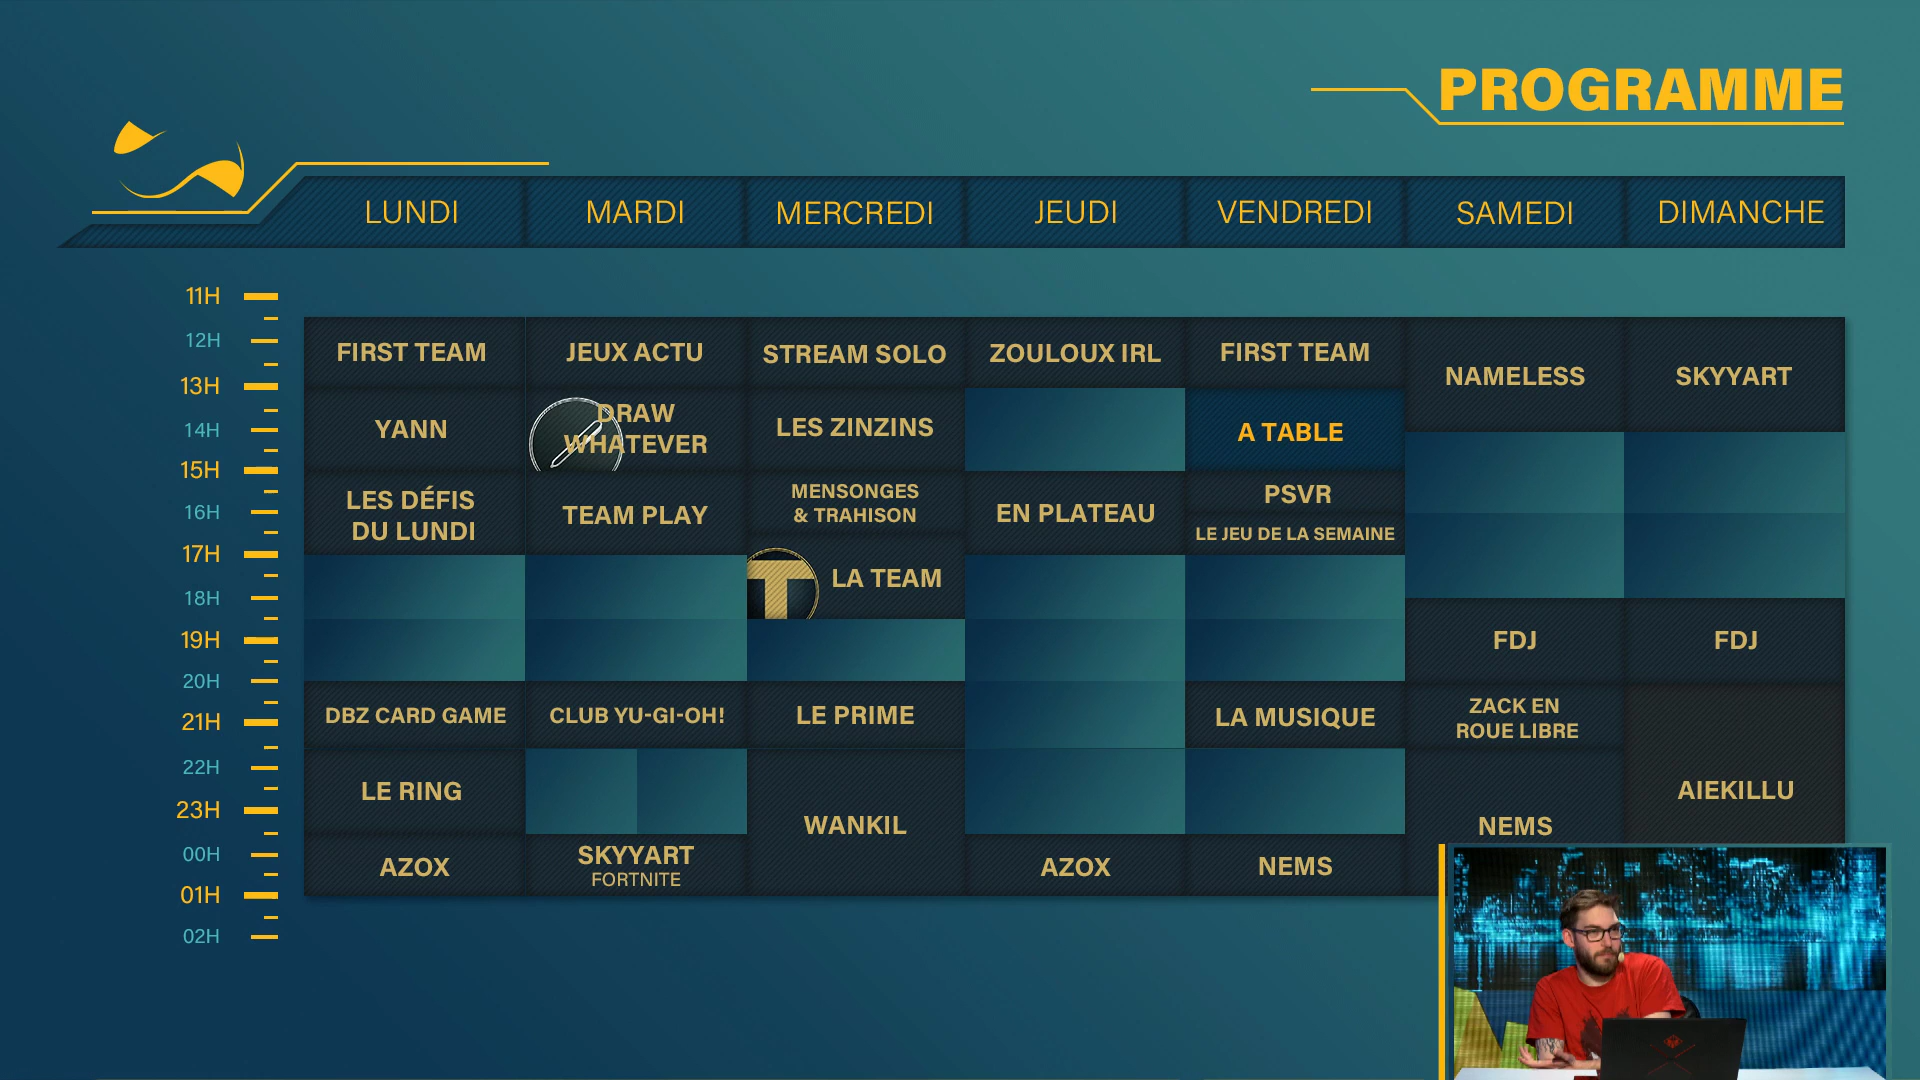 PROGRAMME
LUNDI MARDI MERCREDI JEUDI VENDREDI SAMEDI DIMANCHE
11H
12H
13H
14H
15H
16H
17H
18H
19H
20H
21H
22H
23H
00H
01H
02H
FIRST TEAM
YANN
LES DÉFIS
DU LUNDI
DBZ CARD GAME
LE RING
AZOX
JEUX ACTU
DRAW
WHATEVER
TEAM PLAY
CLUB YU-GI-OH!
SKYYART
FORTNITE
STREAM SOLO
LES ZINZINS
MENSONGES
& TRAHISON
T LA TEAM
LE PRIME
WANKIL
ZOULOUX IRL
EN PLATEAU
AZOX
FIRST TEAM
A TABLE
PSVR
LE JEU DE LA SEMAINE
LA MUSIQUE
NEMS
NAMELESS
FDJ
ZACK EN
ROUE LIBRE
NEMS
SKYYART
FDJ
AIEKILLU